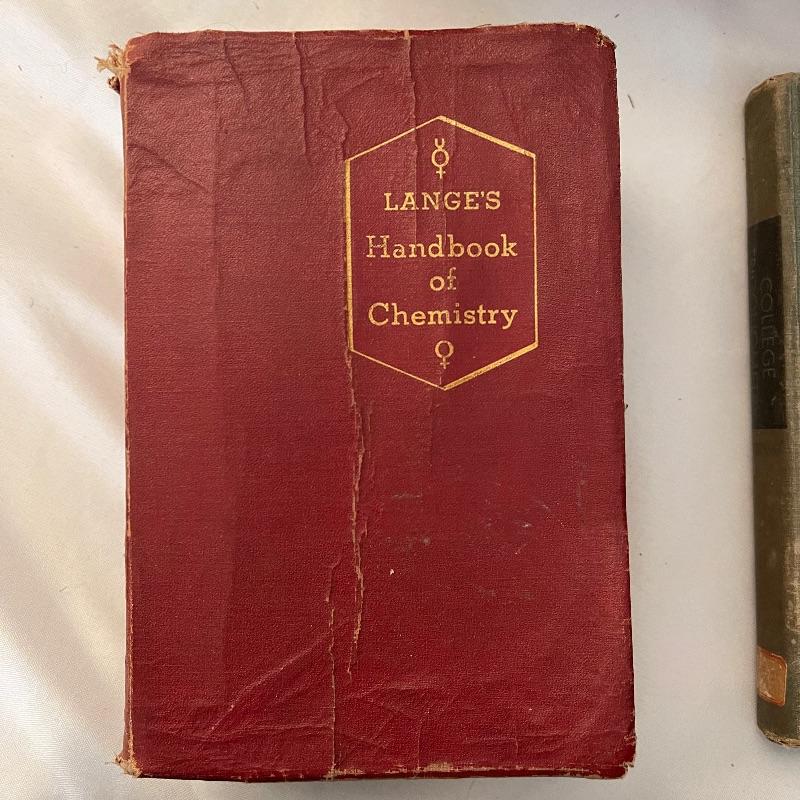 LANGE'S
Handbook
of
Chemistry
COLLEGE